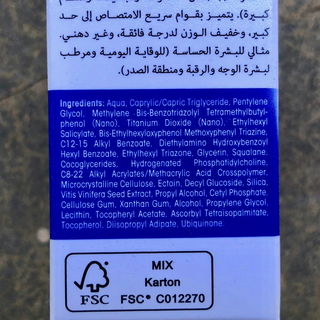 كبيرة). يتميز بقوام سريع الامتصاص إلى حد
كبير، وخفيف الوزن لدرجة فائقة، وغير دهني.
مثالي للبشرة الحساسة (للوقاية اليومية ومرطب
لبشرة الوجه والرقبة ومنطقة الصدر).
Ingredients: Aqua, Caprylic/Capric Triglyceride, Pentylene
Glycol, Methylene Bis-Benzotriazolyl Tetramethylbutyl-
phenol (Nano), Titanium Dioxide (Nano), Ethylhexyl
Salicylate, Bis-Ethylhexyloxyphenol Methoxyphenyl Triazine,
C12-15 Alkyl Benzoate, Diethylamino Hydroxybenzoyl
Hexyl Benzoate, Ethylhexyl Triazone, Glycerin, Squalane,
Cocoglycerides, Hydrogenated Phosphatidylcholine,
C8-22 Alkyl Acrylates/Methacrylic Acid Crosspolymer,
Microcrystalline Cellulose, Ectoin, Decyl Glucoside, Silica,
Vitis Vinifera Seed Extract, Propyl Alcohol, Cetyl Phosphate,
Cellulose Gum, Xanthan Gum, Alcohol, Propylene Glycol,
Lecithin, Tocopheryl Acetate, Ascorbyl Tetraisopalmitate,
Tocopherol, Diisopropyl Adipate, Ubiquinone.
FSC
MIX
Karton
FSC® C012270